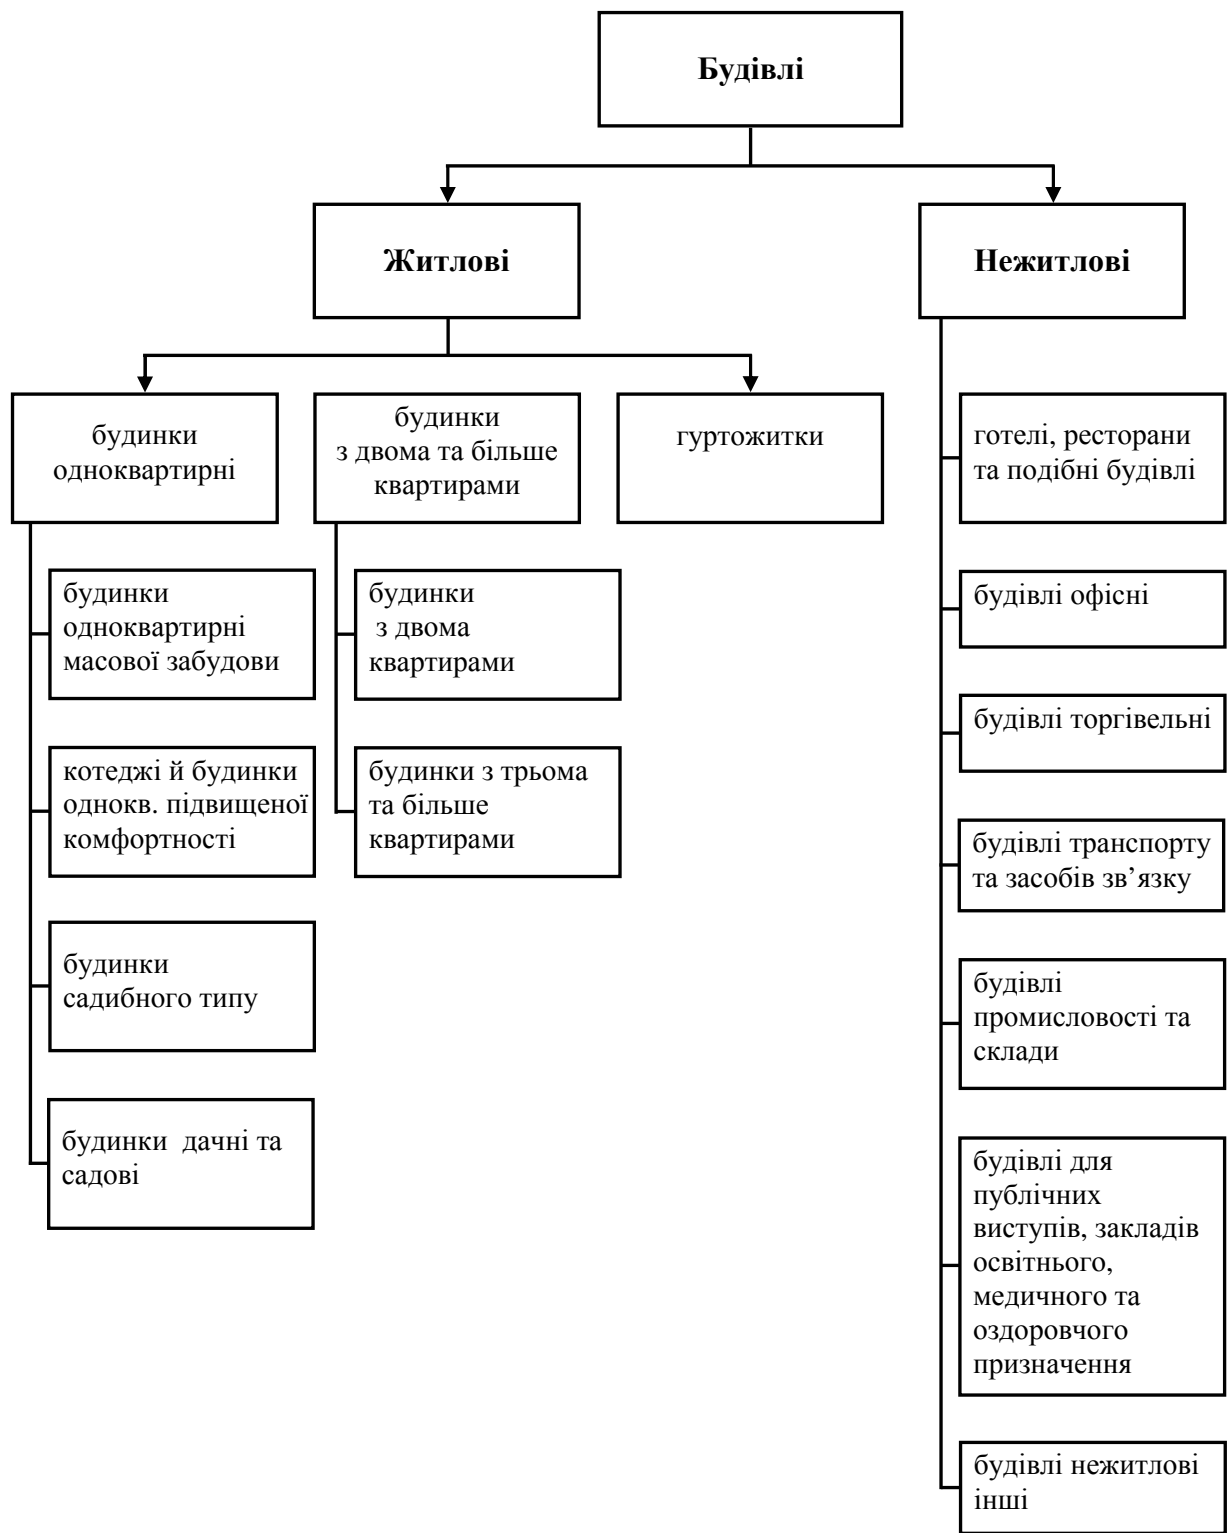 Будівлі
Житлові
Нежитлові
будинки
одноквартирні
будинки
з двома та більше
квартирами
гуртожитки
будинки
одноквартирні
масової забудови
котеджі й будинки
однокв. підвищеної
комфортності
будинки
садибного типу
будинки дачні та
садові
будинки
з двома
квартирами
будинки з трьома
та більше
квартирами
готелі, ресторани
та подібні будівлі
будівлі офісні
будівлі торгівельні
будівлі транспорту
та засобів зв’язку
будівлі
промисловості та
склади
будівлі для
публічних
виступів, закладів
освітнього,
медичного та
оздоровчого
призначення
будівлі нежитлові
інші